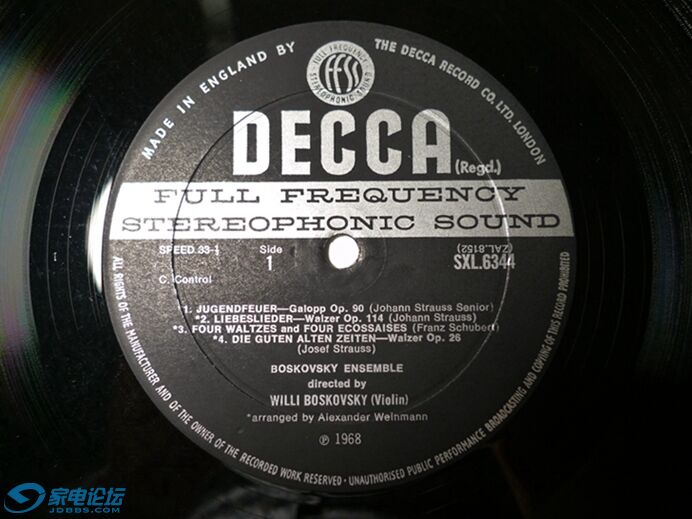 MADE IN ENGLAND BY
FULL FREQUENCY
ffss
STEREOPHONIC SOUND
THE DECCA RECORD CO. LTD. LONDON
DECCA
(Regd.)
FULL FREQUENCY
STEREOPHONIC SOUND
SPEED 33⅓
Side
1
(ZAL.8152)
SXL.6344
C. iControl
*1. JUGENDFEUER—Galopp Op. 90 (Johann Strauss Senior)
*2. LIEBESLIEDER—Walzer Op. 114 (Johann Strauss)
*3. FOUR WALTZES and FOUR ECOSSAISES (Franz Schubert)
*4. DIE GUTEN ALTEN ZEITEN—Walzer Op. 26
(Josef Strauss)
BOSKOVSKY ENSEMBLE
directed by
WILLI BOSKOVSKY (Violin)
*arranged by Alexander Weinmann
℗ 1968
ALL RIGHTS OF THE MANUFACTURER AND OF THE OWNER OF THE RECORDED WORK RESERVED · UNAUTHORISED PUBLIC PERFORMANCE BROADCASTING AND COPYING OF THIS RECORD PROHIBITED
家电论坛
JDBBS.COM